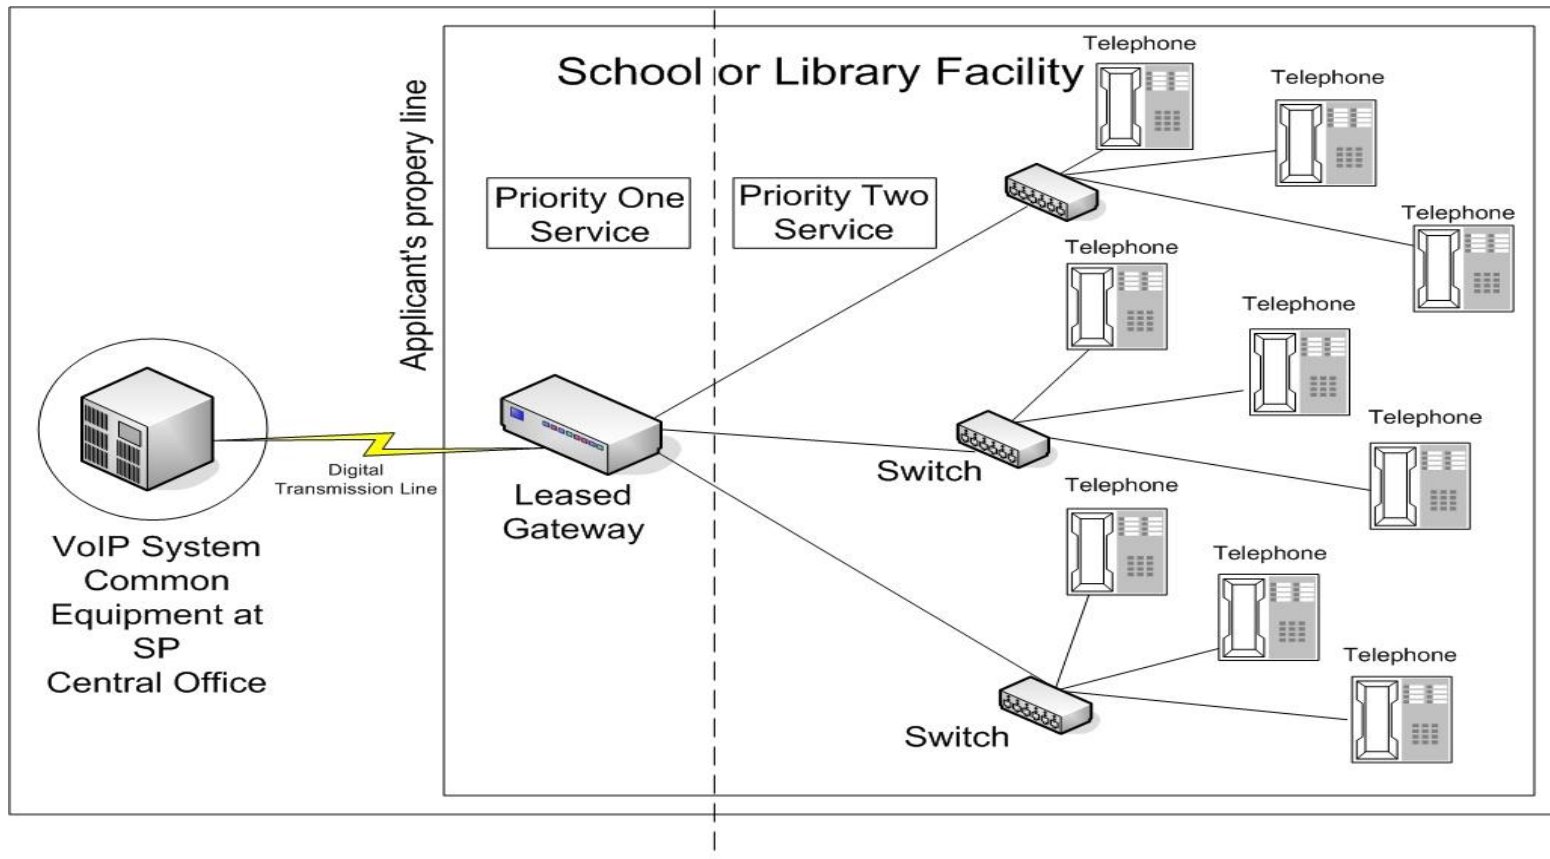 School or Library Facility
Applicant's propery line
Priority One
Service
Priority Two
Service
Telephone
Telephone
Telephone
Telephone
Telephone
Telephone
Telephone
Telephone
Telephone
Switch
Switch
Leased
Gateway
Digital
Transmission Line
VoIP System
Common
Equipment at
SP
Central Office